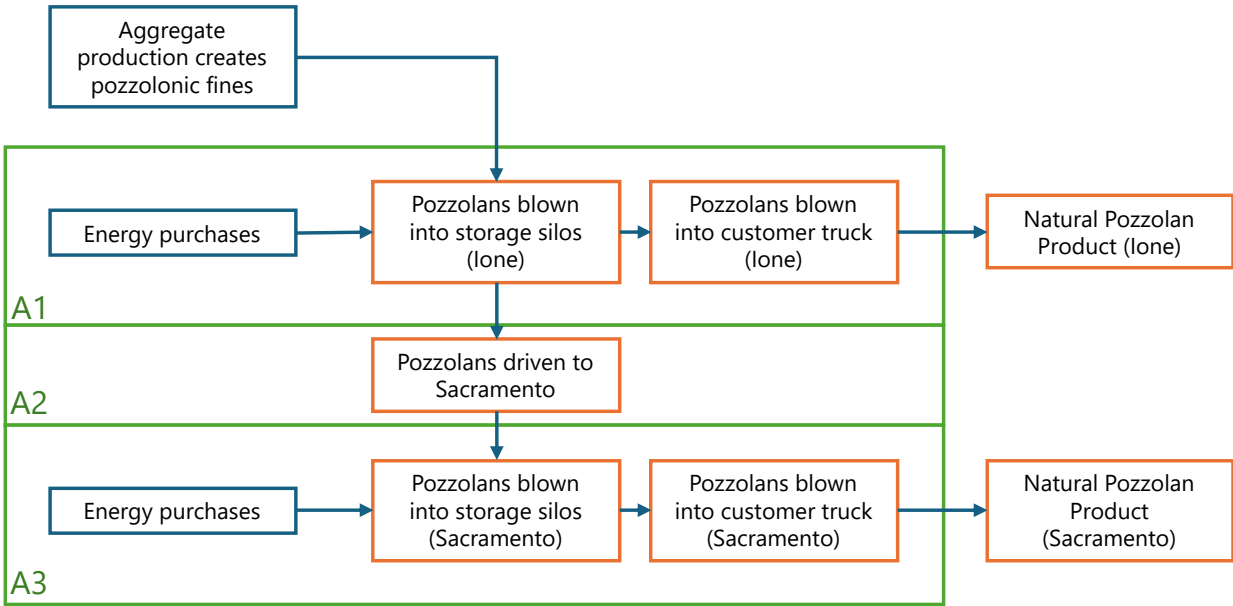 Aggregate
production creates
pozzolonic fines
Energy purchases
Pozzolans blown
into storage silos
(Ione)
Pozzolans blown
into customer truck
(Ione)
Natural Pozzolan
Product (Ione)
A1
Pozzolans driven to
Sacramento
A2
Energy purchases
Pozzolans blown
into storage silos
(Sacramento)
Pozzolans blown
into customer truck
(Sacramento)
Natural Pozzolan
Product
(Sacramento)
A3